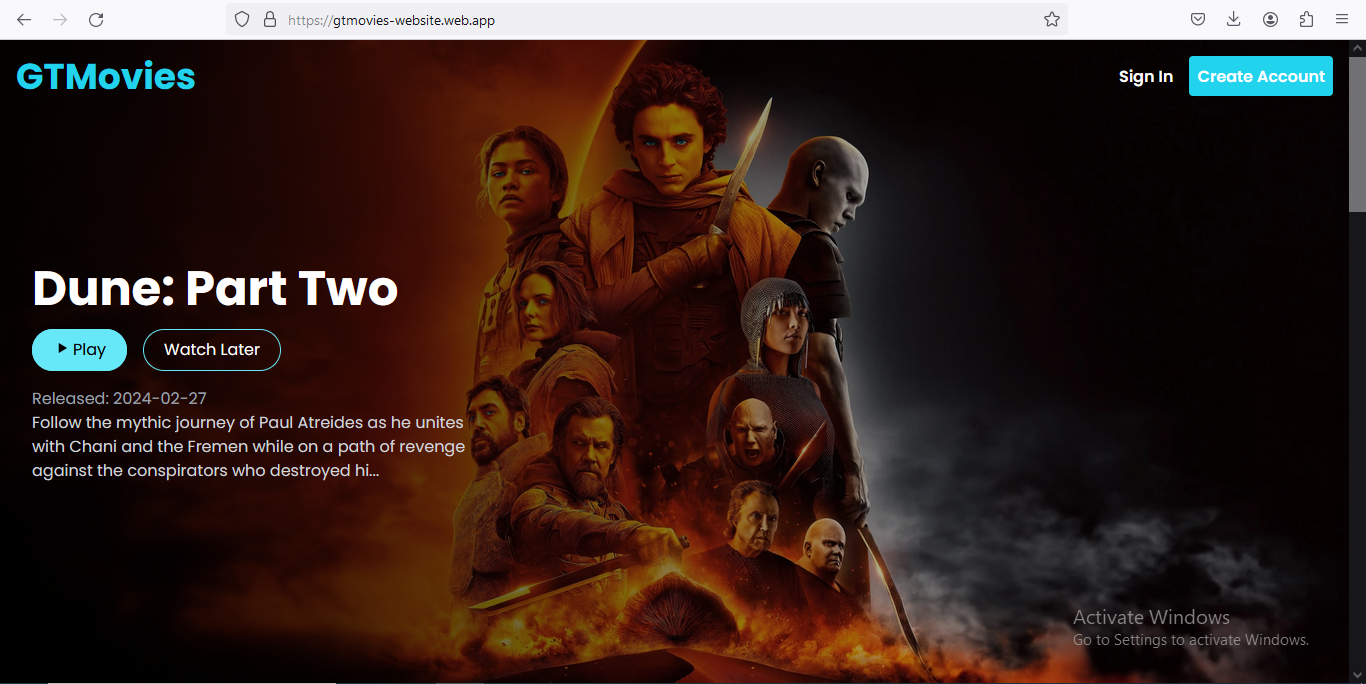 https://gtmovies-website.web.app
GTMovies
Sign In
Create Account
Dune: Part Two
Play
Watch Later
Released: 2024-02-27
Follow the mythic journey of Paul Atreides as he unites
with Chani and the Fremen while on a path of revenge
against the conspirators who destroyed hi...
Activate Windows
Go to Settings to activate Windows.